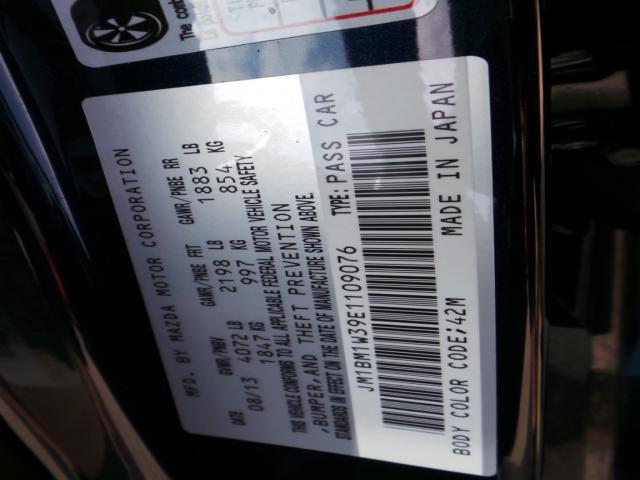 The con
MFD. BY MAZDA MOTOR CORPORATION
DATE GVWR/PNBV GAWR/PNBE FRT GAWR/PNBE RR
08/13 4072 LB 2198 LB 1883 LB
1847 KG 997 KG 854 KG
THIS VEHICLE CONFORMS TO ALL APPLICABLE FEDERAL MOTOR VEHICLE SAFETY,
BUMPER, AND THEFT PREVENTION
STANDARDS IN EFFECT ON THE DATE OF MANUFACTURE SHOWN ABOVE.
JM1BM1W39E1109076 TYPE: PASS CAR
BODY COLOR CODE;42M MADE IN JAPAN